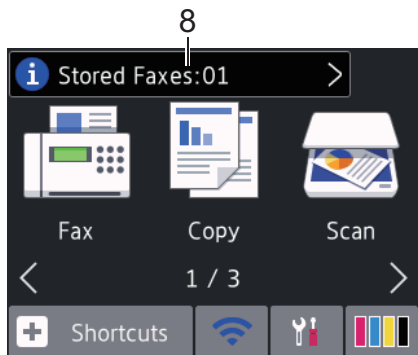 8
Stored Faxes:01
Fax Copy Scan
1 / 3
Shortcuts